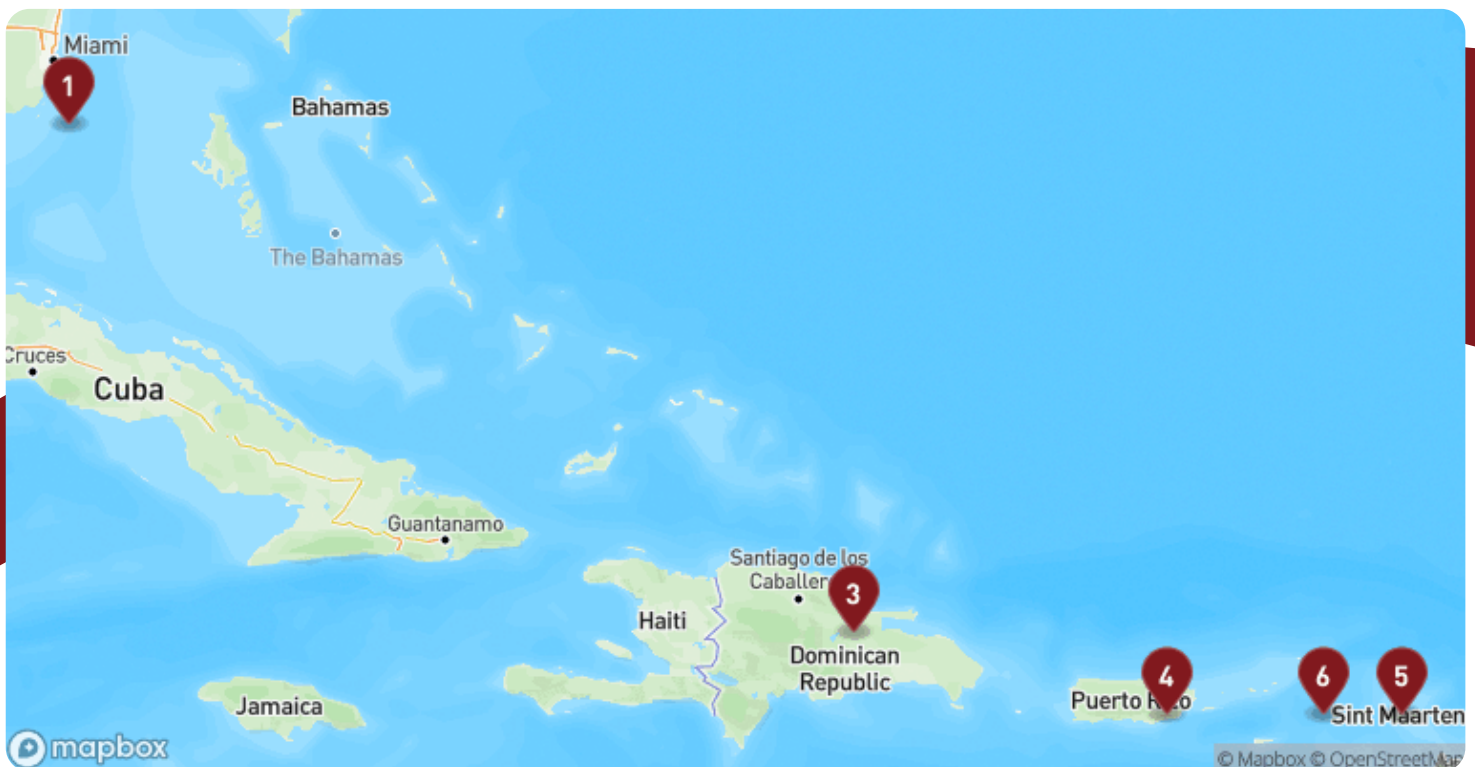 Miami
1
Bahamas
The Bahamas
Cruces
Cuba
Guantanamo
Santiago de los
Caballer
3
Haiti
Dominican
Republic
4
6
5
Puerto Rico
Sint Maarten
Jamaica
mapbox
© Mapbox © OpenStreetMap